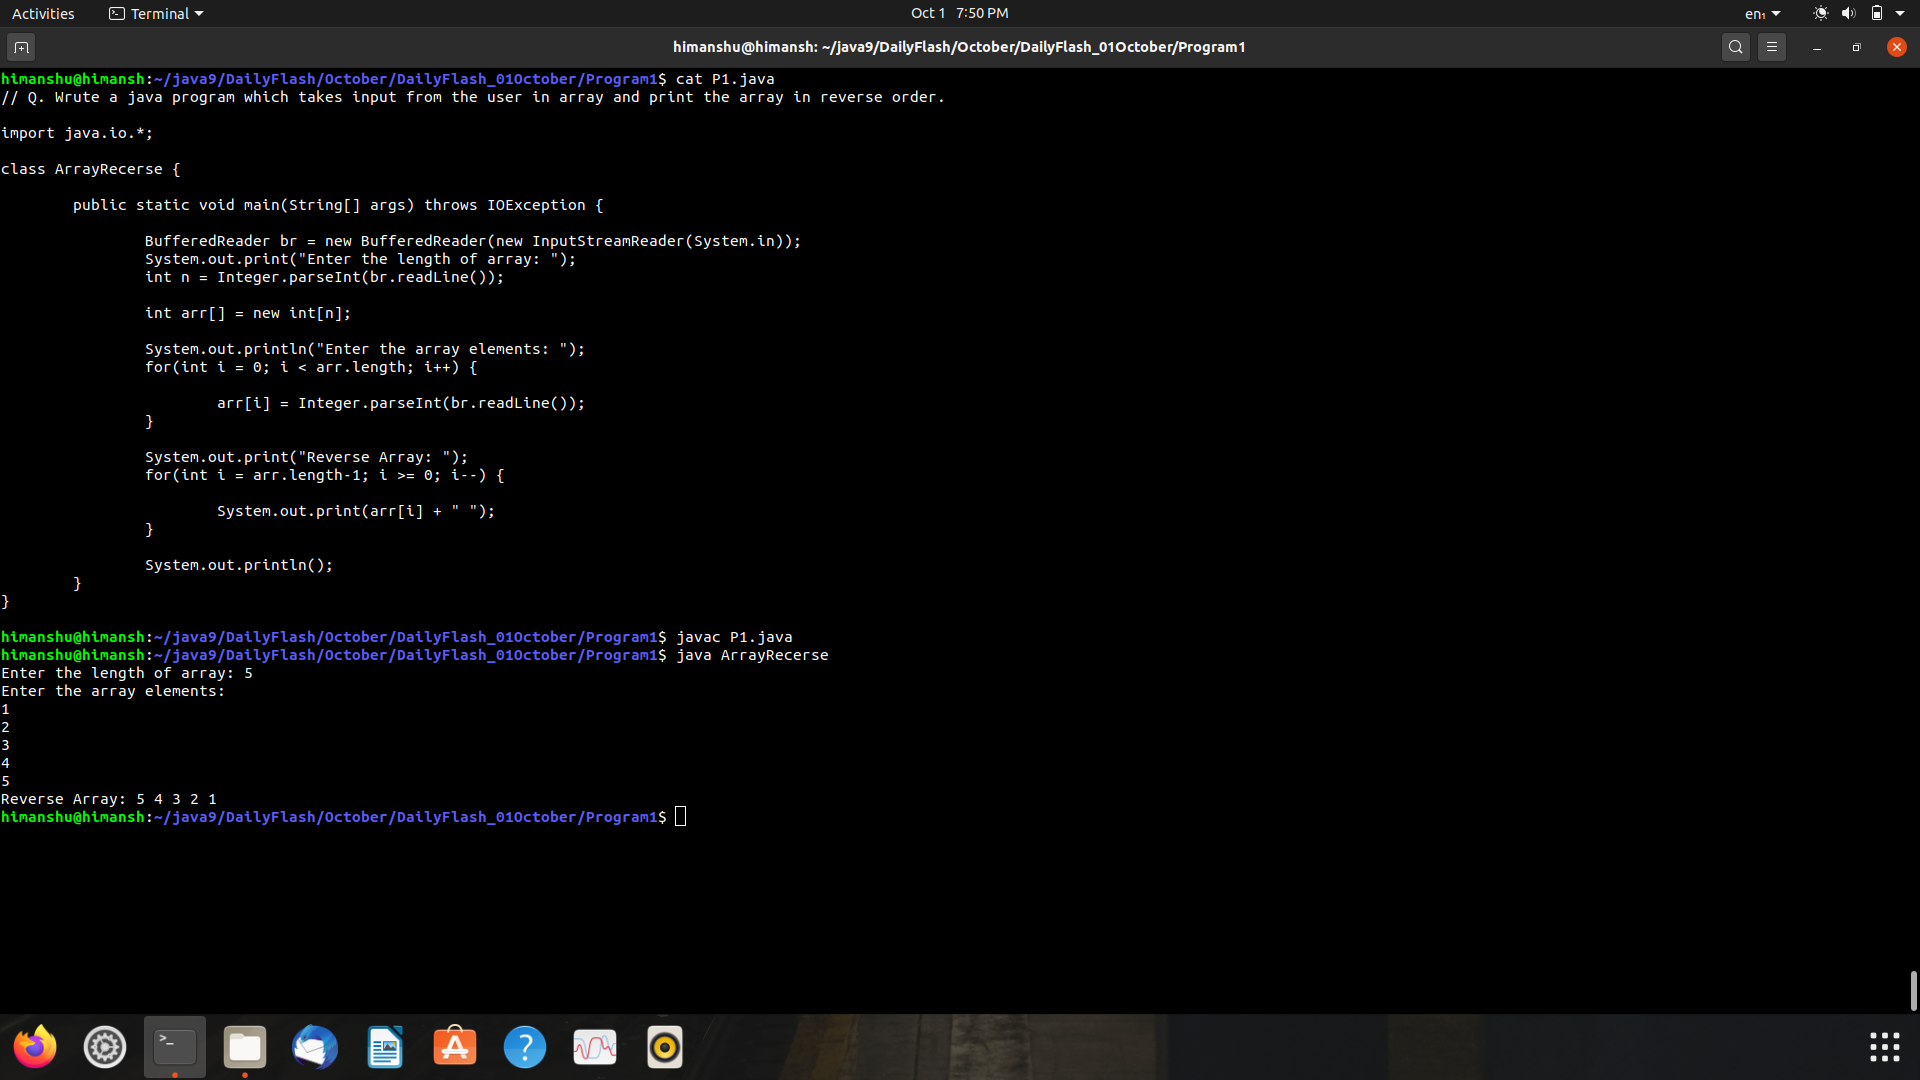 Activities Terminal Oct 1 7:50 PM en₁
himanshu@himansh: ~/java9/DailyFlash/October/DailyFlash_01October/Program1
himanshu@himansh:~/java9/DailyFlash/October/DailyFlash_01October/Program1$ cat P1.java
// Q. Wrute a java program which takes input from the user in array and print the array in reverse order.
import java.io.*;
class ArrayRecerse {
public static void main(String[] args) throws IOException {
BufferedReader br = new BufferedReader(new InputStreamReader(System.in));
System.out.print("Enter the length of array: ");
int n = Integer.parseInt(br.readLine());
int arr[] = new int[n];
System.out.println("Enter the array elements: ");
for(int i = 0; i < arr.length; i++) {
arr[i] = Integer.parseInt(br.readLine());
}
System.out.print("Reverse Array: ");
for(int i = arr.length-1; i >= 0; i--) {
System.out.print(arr[i] + " ");
}
System.out.println();
}
}
himanshu@himansh:~/java9/DailyFlash/October/DailyFlash_01October/Program1$ javac P1.java
himanshu@himansh:~/java9/DailyFlash/October/DailyFlash_01October/Program1$ java ArrayRecerse
Enter the length of array: 5
Enter the array elements:
1
2
3
4
5
Reverse Array: 5 4 3 2 1
himanshu@himansh:~/java9/DailyFlash/October/DailyFlash_01October/Program1$